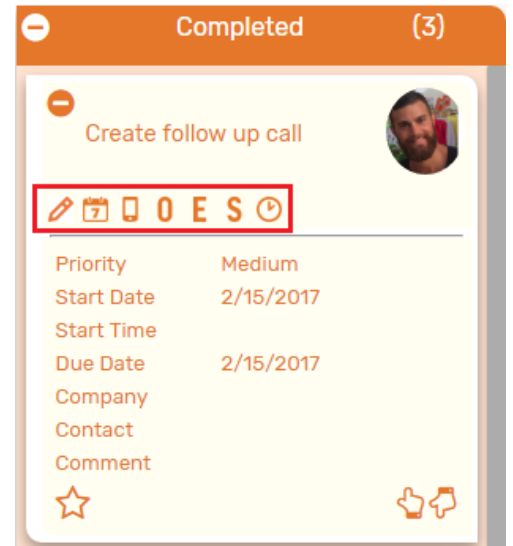 Completed (3)
Create follow up call
7 O E S
Priority Medium
Start Date 2/15/2017
Start Time
Due Date 2/15/2017
Company
Contact
Comment